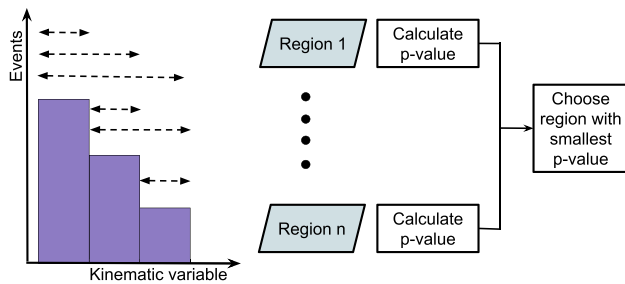 Events
Kinematic variable
Region 1
Calculate
p-value
Region n
Calculate
p-value
Choose
region with
smallest
p-value